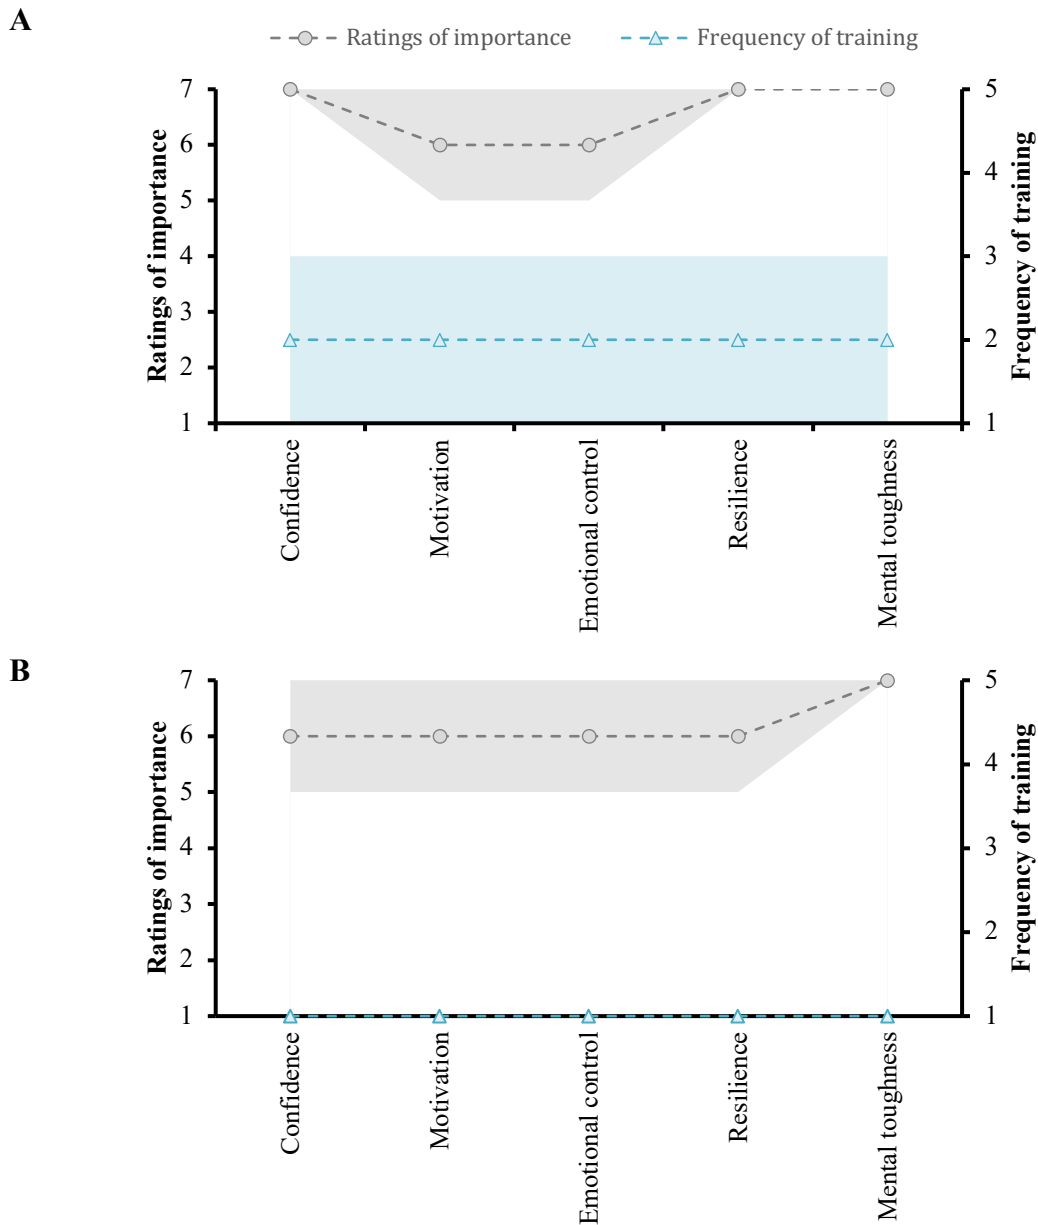 A
Ratings of importance
Frequency of training
7
6
5
4
3
2
1
Ratings of importance
5
4
3
2
1
Frequency of training
Confidence
Motivation
Emotional control
Resilience
Mental toughness
B
7
6
5
4
3
2
1
Ratings of importance
5
4
3
2
1
Frequency of training
Confidence
Motivation
Emotional control
Resilience
Mental toughness